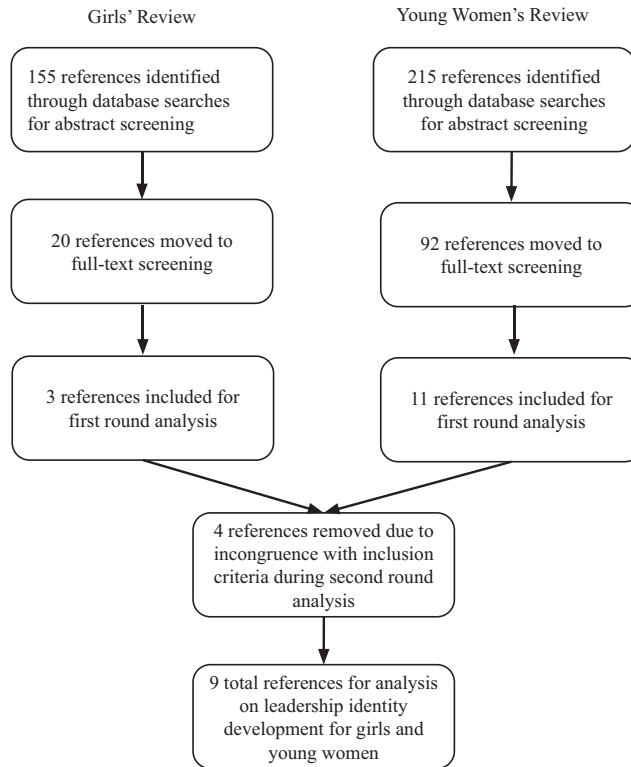 Girls’ Review
155 references identified
through database searches
for abstract screening
20 references moved to
full-text screening
3 references included for
first round analysis
Young Women’s Review
215 references identified
through database searches
for abstract screening
92 references moved to
full-text screening
11 references included for
first round analysis
4 references removed due to
incongruence with inclusion
criteria during second round
analysis
9 total references for analysis
on leadership identity
development for girls and
young women